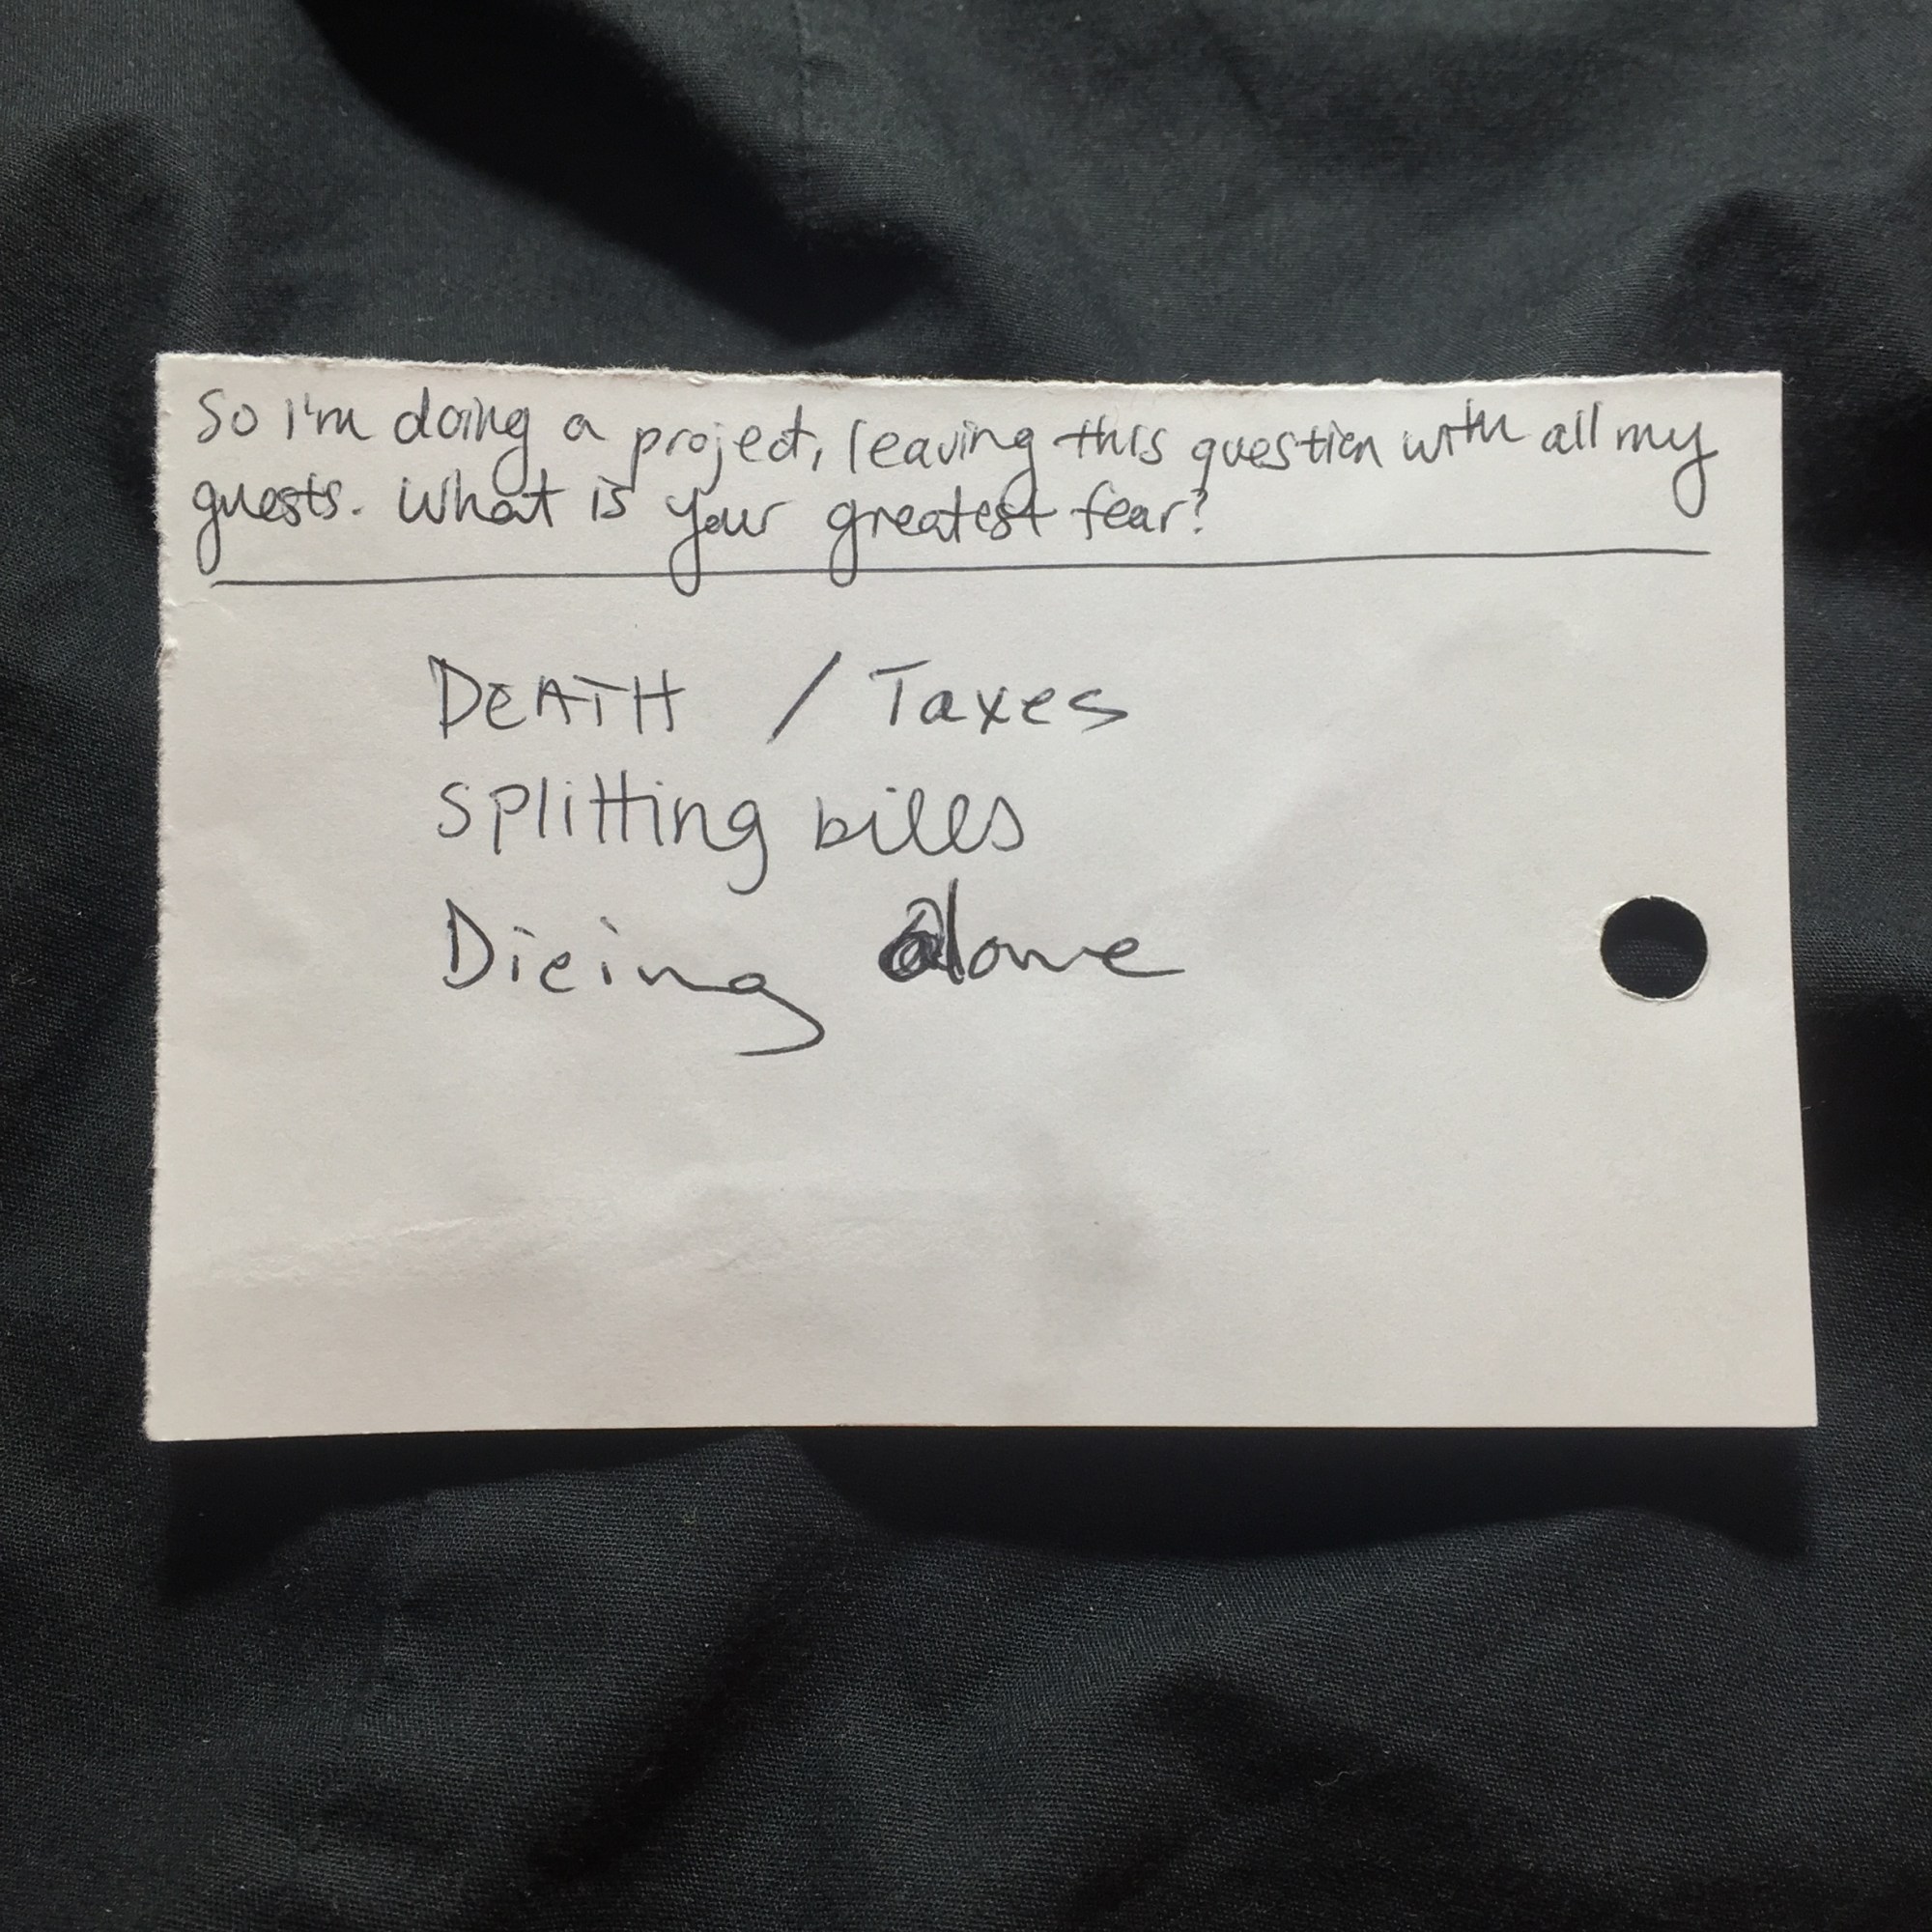 So I'm doing a project, leaving this question with all my
guests. What is your greatest fear?
DEATH / Taxes
splitting bills
Dieing alone